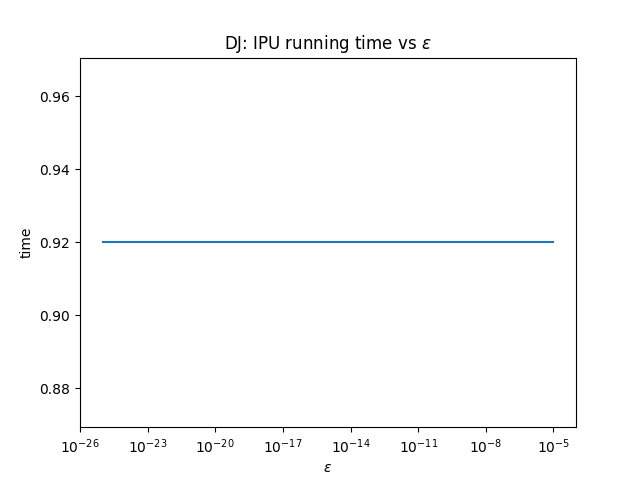 DJ: IPU running time vs ε
0.96
0.94
0.92
0.90
0.88
time
10⁻²⁶ 10⁻²³ 10⁻²⁰ 10⁻¹⁷ 10⁻¹⁴ 10⁻¹¹ 10⁻⁸ 10⁻⁵
ε